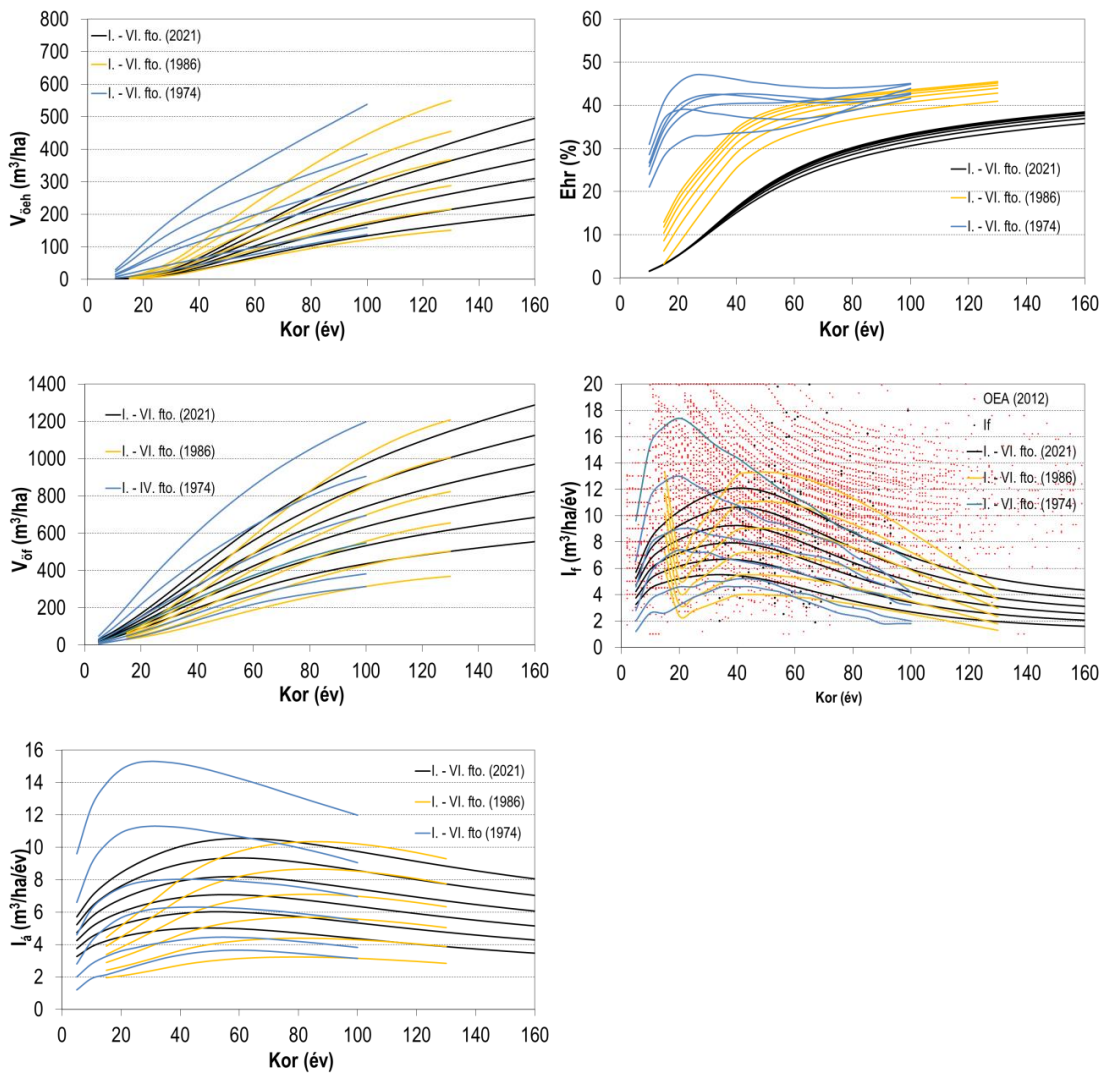 V_öeh (m³/ha)
800
700
600
500
400
300
200
100
0
I. - VI. fto. (2021)
I. - VI. fto. (1986)
I. - VI. fto. (1974)
0 20 40 60 80 100 120 140 160
Kor (év)
Ehr (%)
60
50
40
30
20
10
0
I. - VI. fto. (2021)
I. - VI. fto. (1986)
I. - VI. fto. (1974)
0 20 40 60 80 100 120 140 160
Kor (év)
V_öf (m³/ha)
1400
1200
1000
800
600
400
200
0
I. - VI. fto. (2021)
I. - VI. fto. (1986)
I. - IV. fto. (1974)
0 20 40 60 80 100 120 140 160
Kor (év)
I_f (m³/ha/év)
20
18
16
14
12
10
8
6
4
2
0
OEA (2012)
If
I. - VI. fto. (2021)
I. - VI. fto. (1986)
I. - VI. fto. (1974)
0 20 40 60 80 100 120 140 160
Kor (év)
I_á (m³/ha/év)
16
14
12
10
8
6
4
2
0
I. - VI. fto. (2021)
I. - VI. fto. (1986)
I. - VI. fto (1974)
0 20 40 60 80 100 120 140 160
Kor (év)